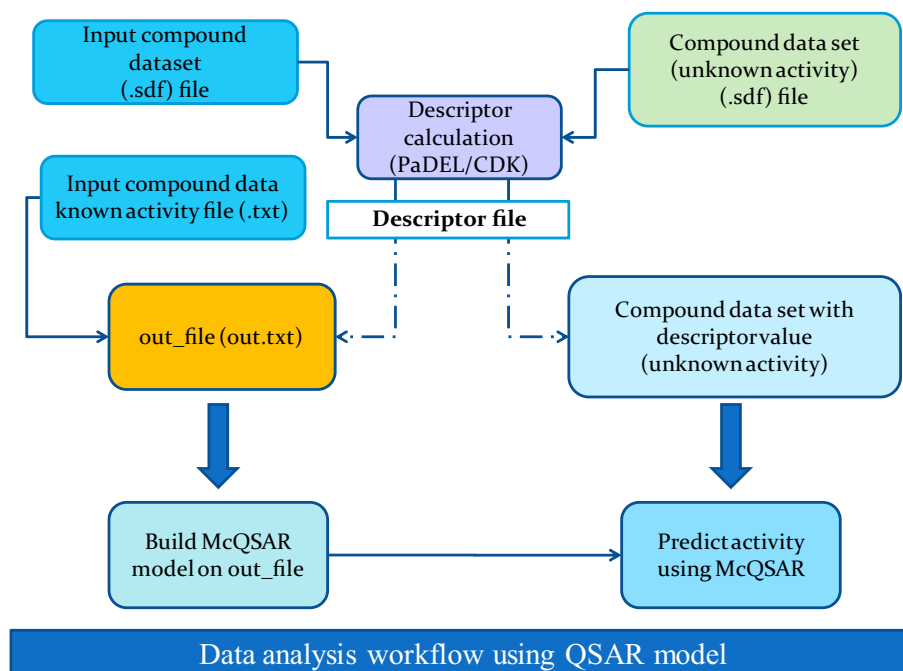 Input compound
dataset
(.sdf) file
Compound data set
(unknown activity)
(.sdf) file
Descriptor
calculation
(PaDEL/CDK)
Input compound data
known activity file (.txt)
Descriptor file
out_file (out.txt)
Compound data set with
descriptor value
(unknown activity)
Build McQSAR
model on out_file
Predict activity
using McQSAR
Data analysis workflow using QSAR model